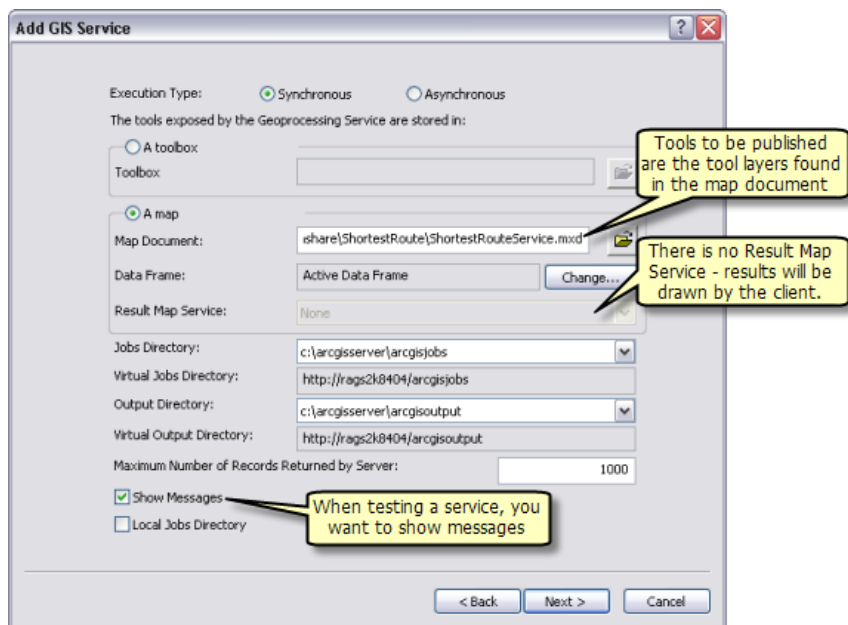 Add GIS Service
Execution Type: Synchronous Asynchronous
The tools exposed by the Geoprocessing Service are stored in:
A toolbox
Toolbox
Tools to be published
are the tool layers found
in the map document
A map
Map Document: ıshare\ShortestRoute\ShortestRouteService.mxd
There is no Result Map
Service - results will be
drawn by the client.
Data Frame: Active Data Frame Change...
Result Map Service: None
Jobs Directory: c:\arcgisserver\arcgisjobs
Virtual Jobs Directory: http://rags2k8404/arcgisjobs
Output Directory: c:\arcgisserver\arcgisoutput
Virtual Output Directory: http://rags2k8404/arcgisoutput
Maximum Number of Records Returned by Server: 1000
Show Messages
When testing a service, you
want to show messages
Local Jobs Directory
< Back Next > Cancel